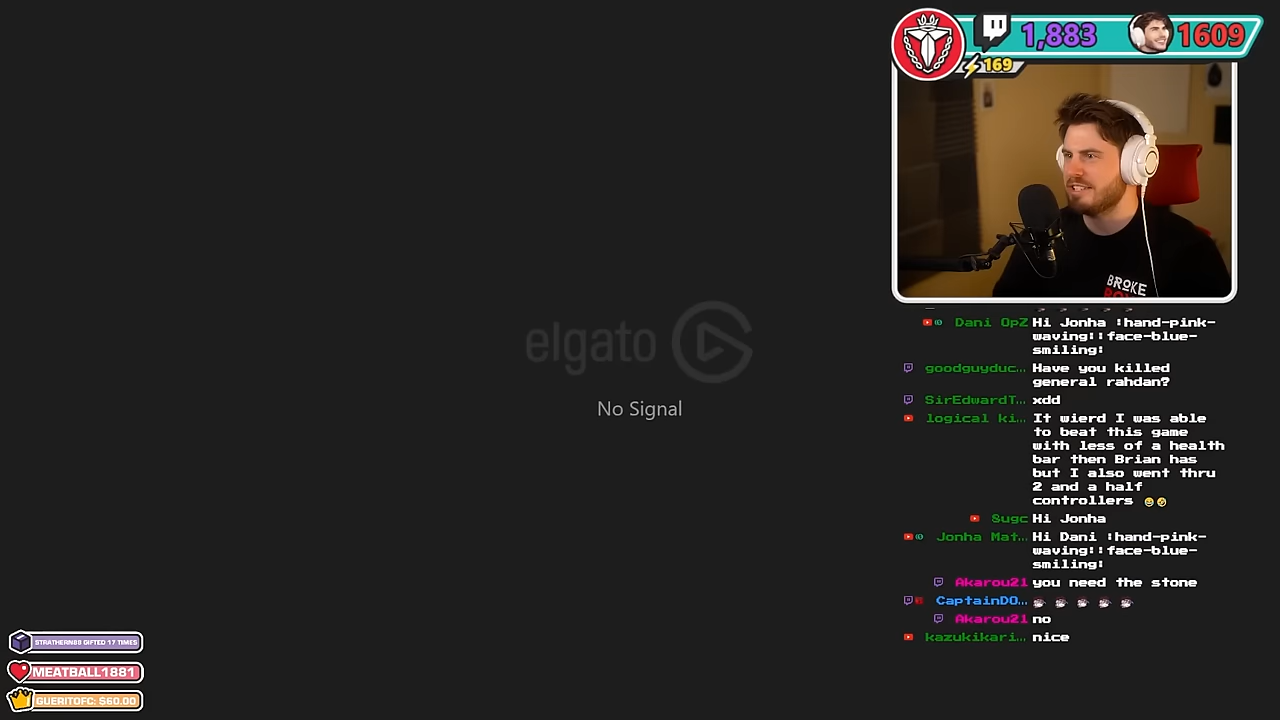 1,883
1609
169
BROKE
Dani OpZ Hi Jonha :hand-pink-
waving::face-blue-
smiling:
goodguyduc... Have you killed
general rahdan?
SirEdwardT... xdd
logical ki... It wierd I was able
to beat this game
with less of a health
bar then Brian has
but I also went thru
2 and a half
controllers
8ugc Hi Jonha
Jonha Mat... Hi Dani :hand-pink-
waving::face-blue-
smiling:
Akarou21 you need the stone
CaptainDO...
Akarou21 no
kazukikari... nice
elgato
No Signal
STRATHERN88 GIFTED 17 TIMES
MEATBALL1881
GUERITOFC: $60.00